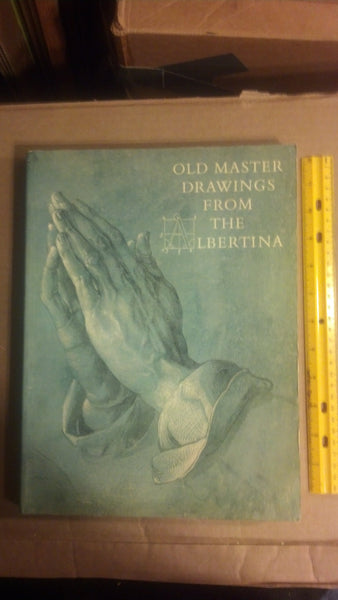 OLD MASTER
DRAWINGS
FROM
THE
ALBERTINA